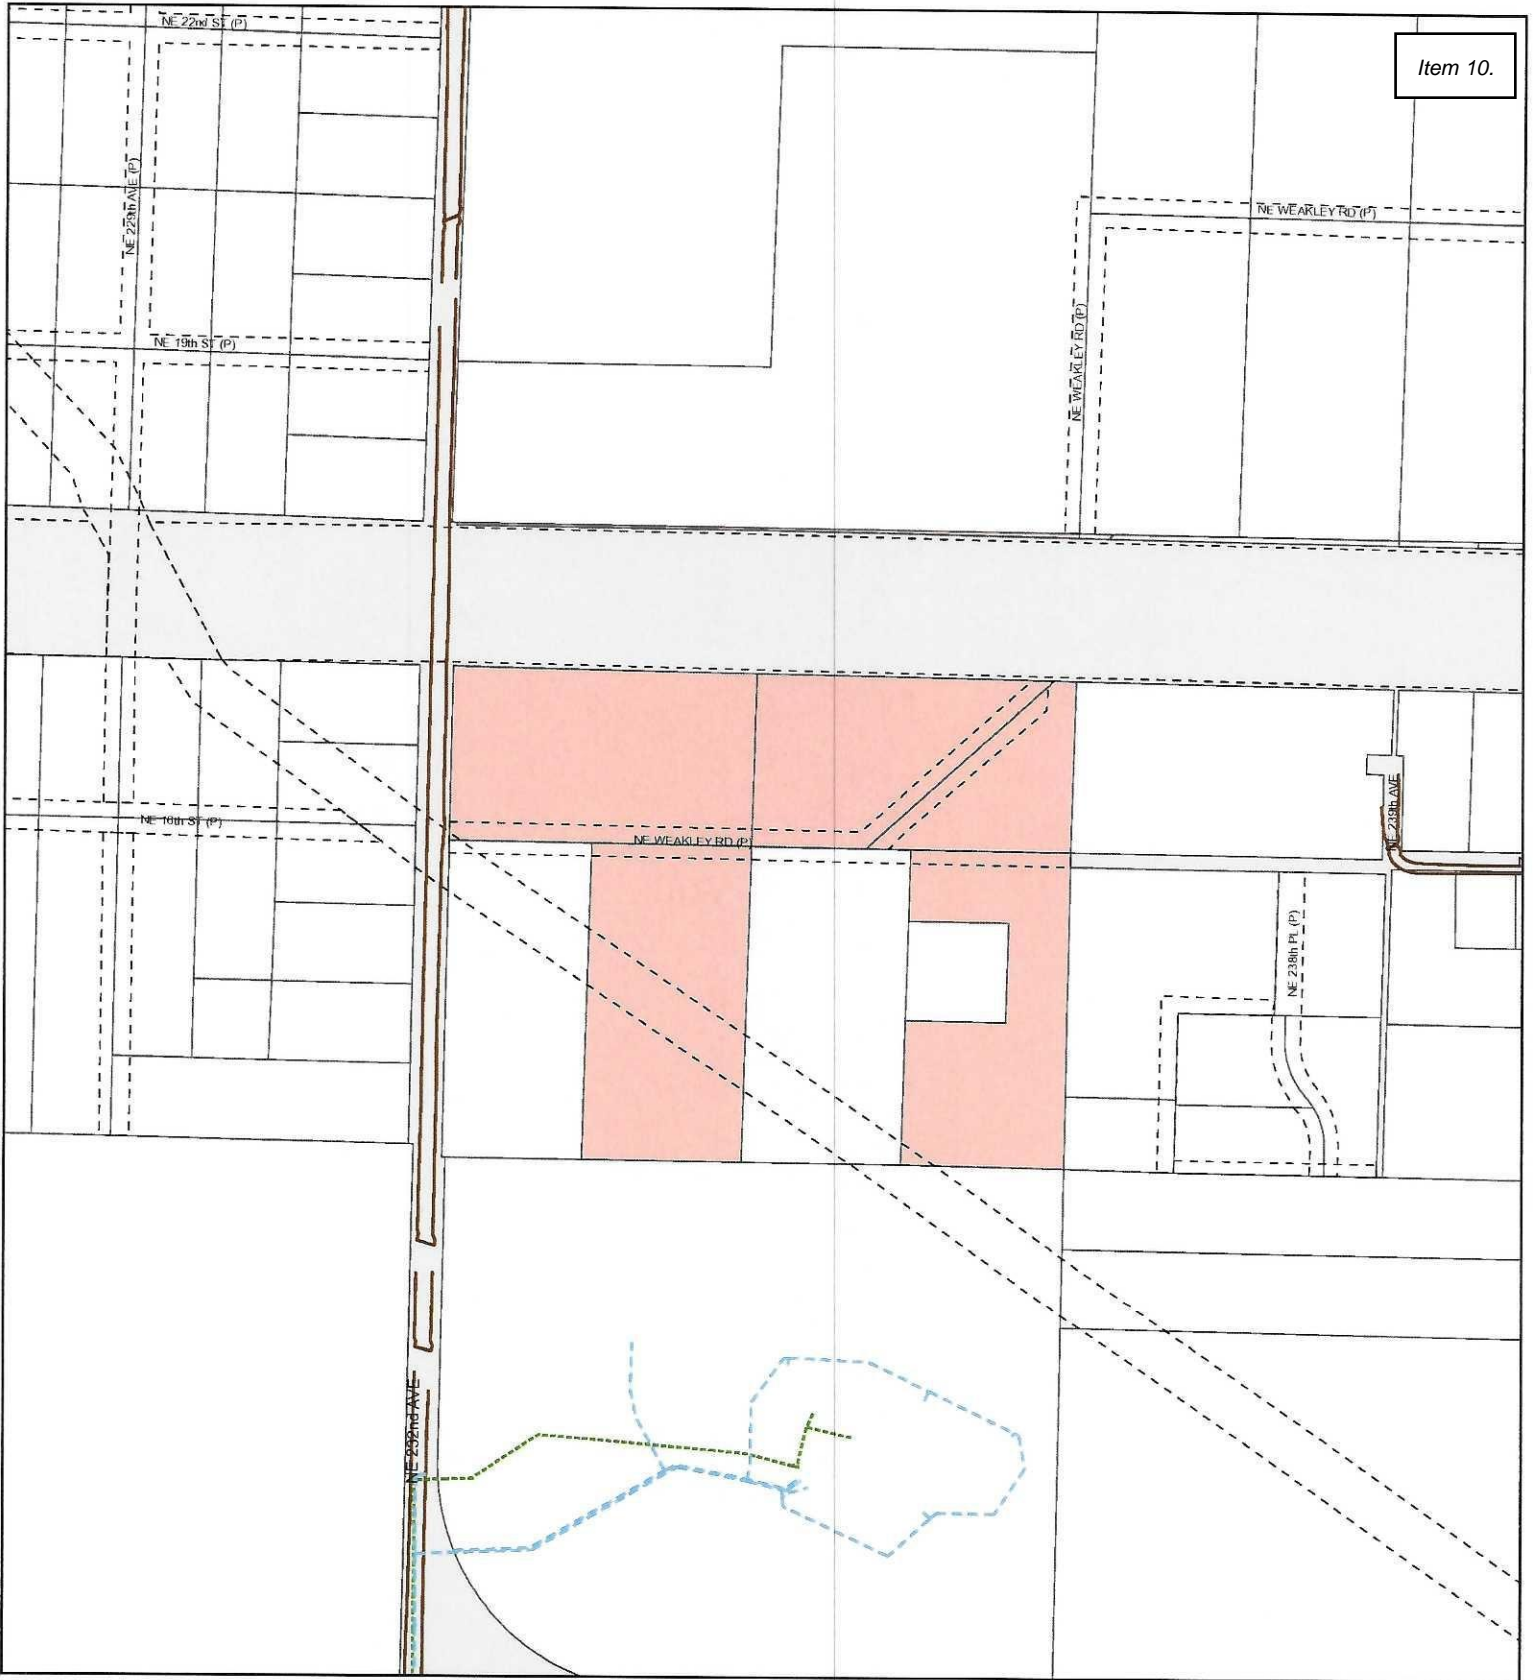 NE 22nd ST (P)
Item 10.
NE 229th AVE (P)
NE WEAKLEY RD (P)
NE WEAKLEY RD (P)
NE 19th ST (P)
NE 16th ST (P)
NE WEAKLEY RD (P)
NE 239th AVE
NE 238th PL (P)
NE 232nd AVE